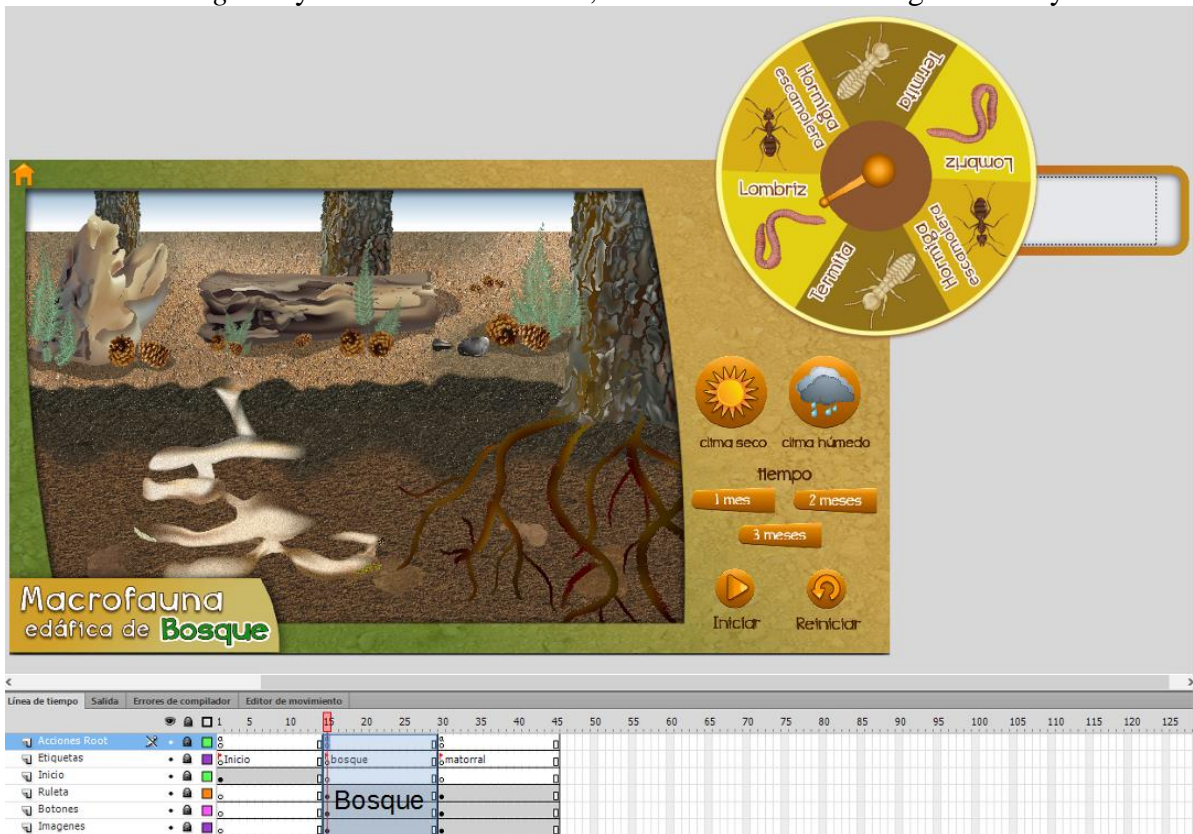 Termita
Hormiga
escamolera
Lombriz
Lombriz
Hormiga
escamolera
Termita
clima seco clima húmedo
tiempo
1 mes 2 meses
3 meses
Iniciar Reiniciar
Macrofauna
edáfica de Bosque
Línea de tiempo Salida Errores de compilador Editor de movimiento
1 5 10 15 20 25 30 35 40 45 50 55 60 65 70 75 80 85 90 95 100 105 110 115 120 125
Acciones Root
Etiquetas Inicio bosque matorral
Inicio
Ruleta
Bosque
Botones
Imagenes